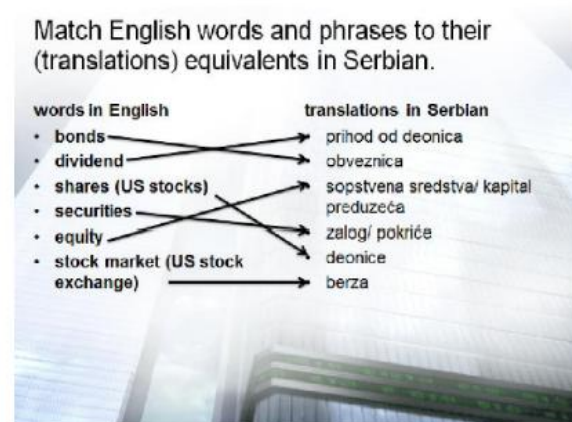 Match English words and phrases to their
(translations) equivalents in Serbian.
words in English
• bonds
• dividend
• shares (US stocks)
• securities
• equity
• stock market (US stock
exchange)
translations in Serbian
• prihod od deonica
• obveznica
• sopstvena sredstva/ kapital
preduzeća
• zalog/ pokriće
• deonice
• berza